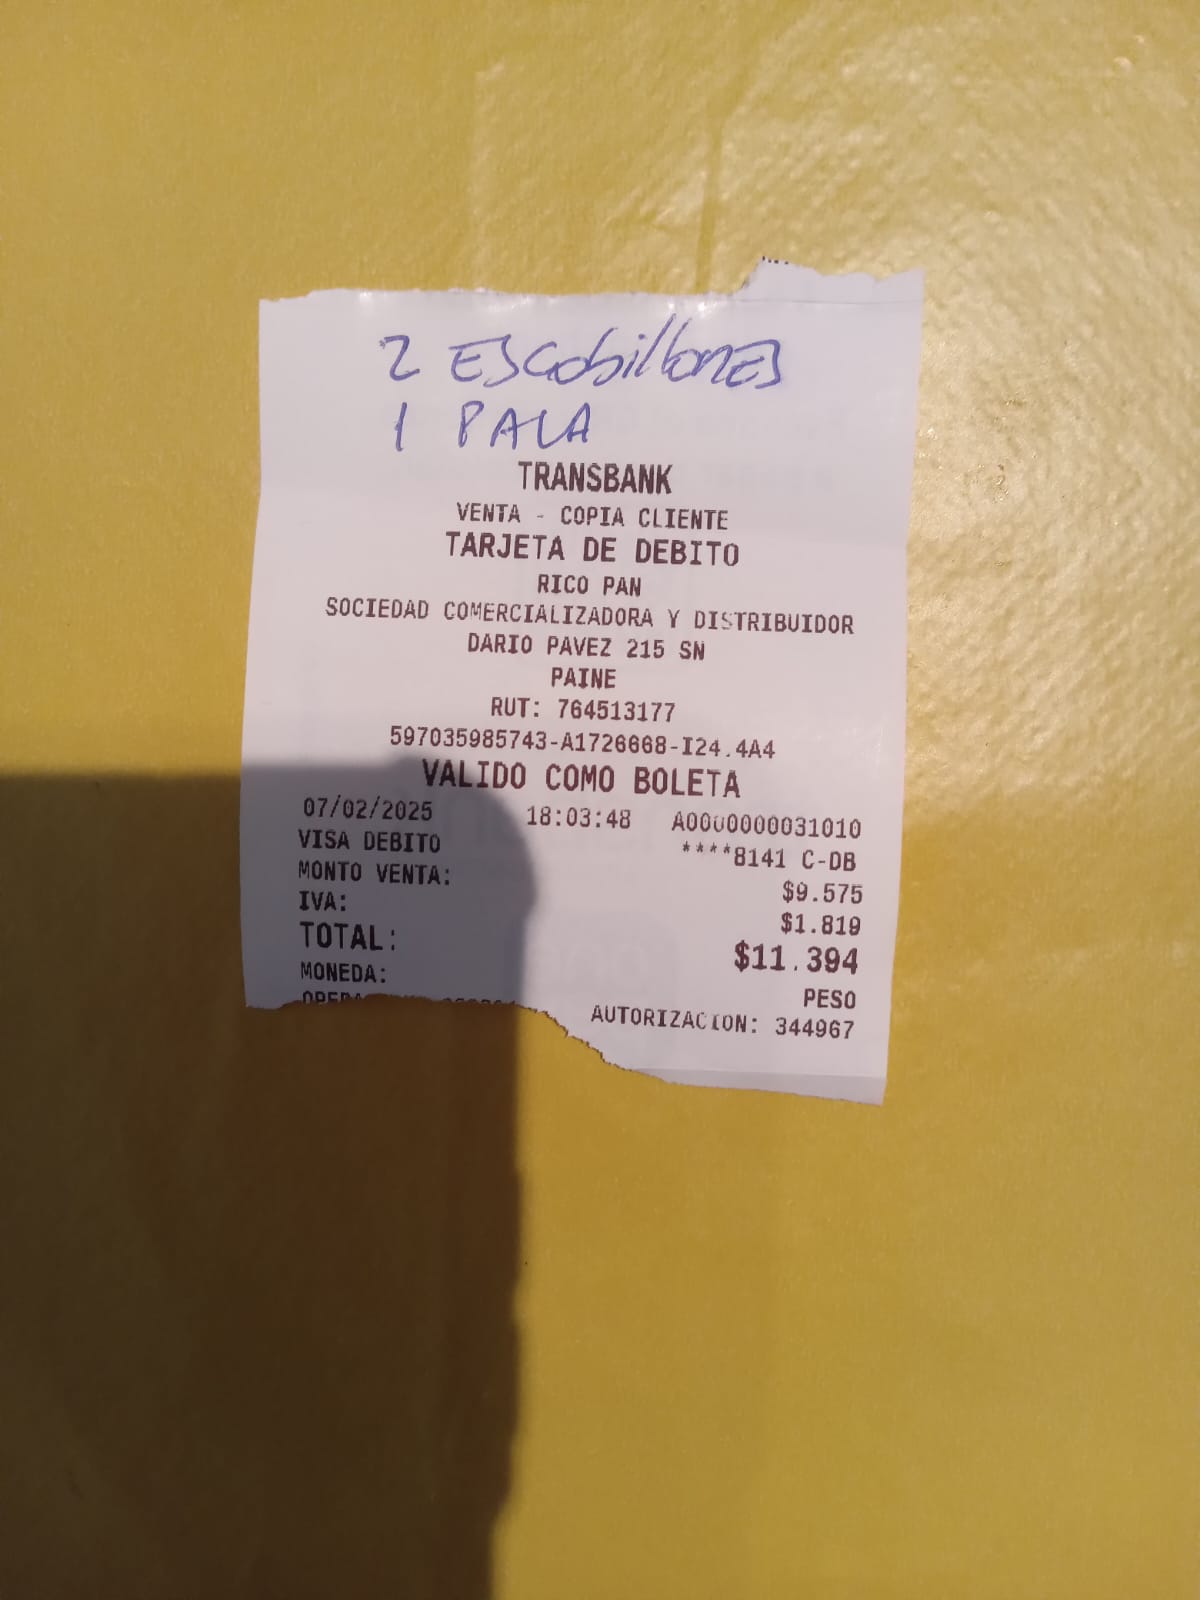 2 ESCobillonES
1 PALA
TRANSBANK
VENTA - COPIA CLIENTE
TARJETA DE DEBITO
RICO PAN
SOCIEDAD COMERCIALIZADORA Y DISTRIBUIDOR
DARIO PAVEZ 215 SN
PAINE
RUT: 764513177
597035985743-A1726668-I24.4A4
VALIDO COMO BOLETA
07/02/2025 18:03:48 A0000000031010
VISA DEBITO ****8141 C-DB
MONTO VENTA: $9.575
IVA: $1.819
TOTAL: $11.394
MONEDA: PESO
AUTORIZACION: 344967